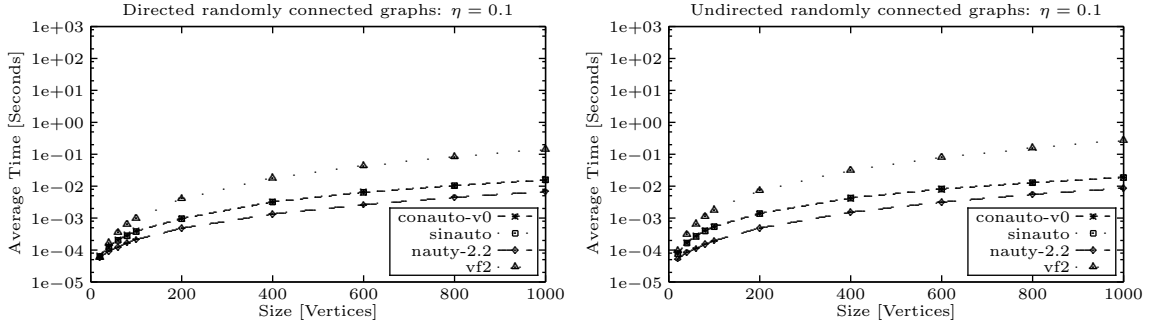 Directed randomly connected graphs: η = 0.1
Average Time [Seconds]
1e+03
1e+02
1e+01
1e+00
1e−01
1e−02
1e−03
1e−04
1e−05
0
200
400
600
800
1000
Size [Vertices]
conauto-v0
sinauto
nauty-2.2
vf2
Undirected randomly connected graphs: η = 0.1
Average Time [Seconds]
1e+03
1e+02
1e+01
1e+00
1e−01
1e−02
1e−03
1e−04
1e−05
0
200
400
600
800
1000
Size [Vertices]
conauto-v0
sinauto
nauty-2.2
vf2